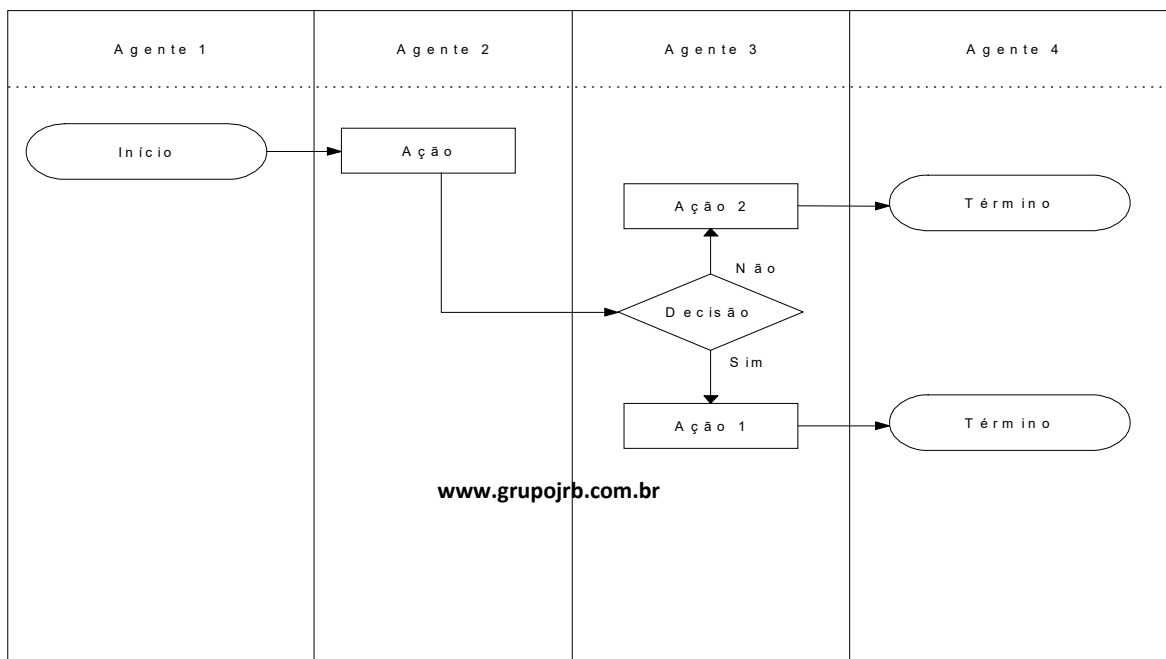 Agente 1
Agente 2
Agente 3
Agente 4
Início
Ação
Ação 2
Término
Não
Decisão
Sim
Ação 1
Término
www.grupojrb.com.br